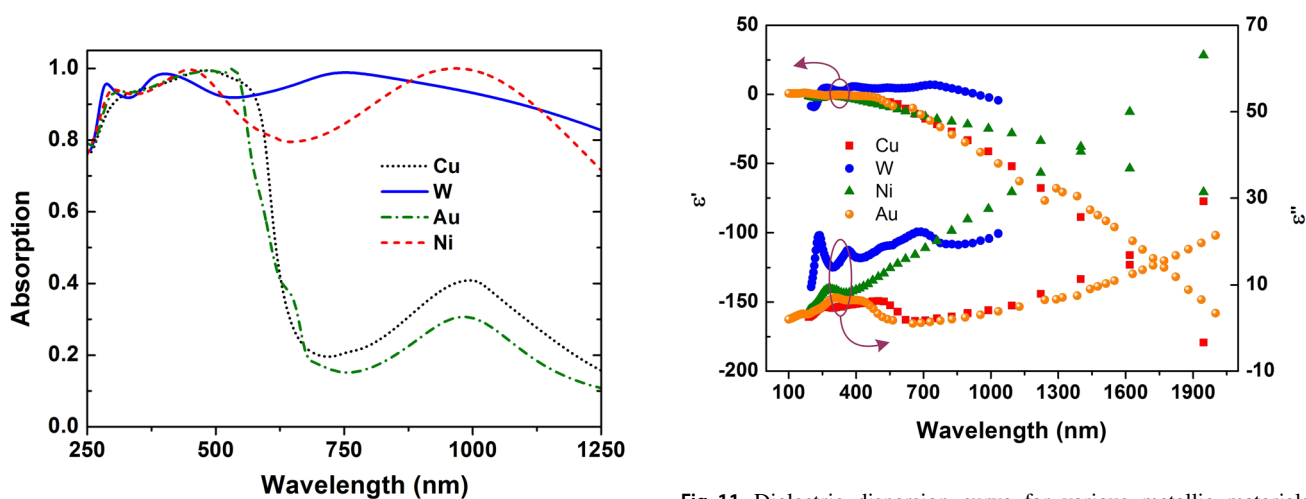 1.0
0.8
0.6
0.4
0.2
0.0
Absorption
Cu
W
Au
Ni
250
500
750
1000
1250
Wavelength (nm)
50
0
-50
-100
-150
-200
ε'
Cu
W
Ni
Au
70
50
30
10
-10
ε''
100
400
700
1000
1300
1600
1900
Wavelength (nm)
Fig. 11 Dielectric dispersion curve for various metallic materials